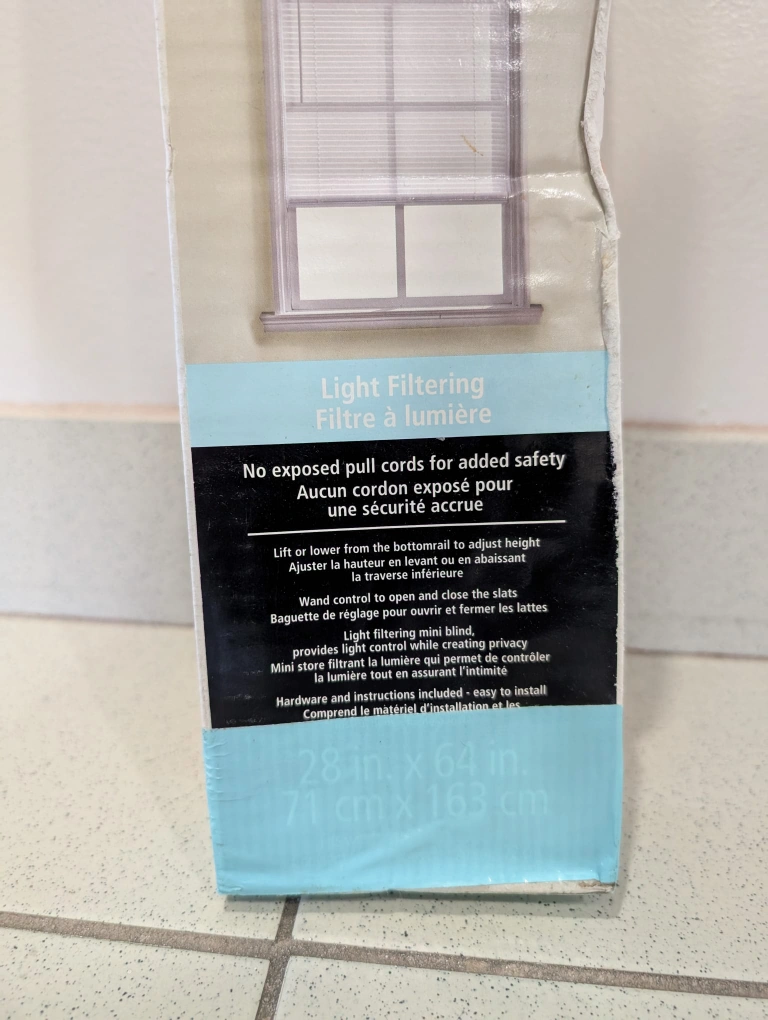 Light Filtering
Filtre à lumière
No exposed pull cords for added safety
Aucun cordon exposé pour
une sécurité accrue
Lift or lower from the bottomrail to adjust height
Ajuster la hauteur en levant ou en abaissant
la traverse inférieure
Wand control to open and close the slats
Baguette de réglage pour ouvrir et fermer les lattes
Light filtering mini blind,
provides light control while creating privacy
Mini store filtrant la lumière qui permet de contrôler
la lumière tout en assurant l'intimité
Hardware and instructions included - easy to install
Comprend le matériel d'installation et les
28 in. x 64 in.
71 cm x 163 cm